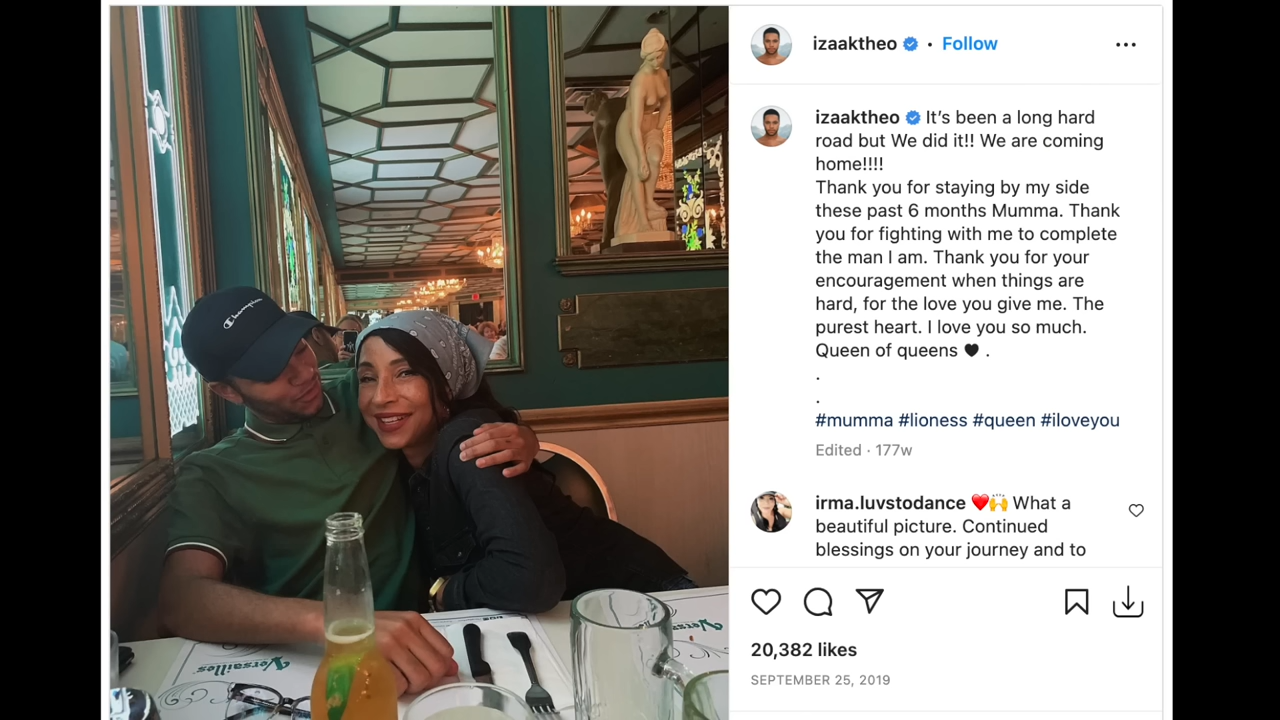 izaaktheo • Follow
izaaktheo It’s been a long hard
road but We did it!! We are coming
home!!!!
Thank you for staying by my side
these past 6 months Mumma. Thank
you for fighting with me to complete
the man I am. Thank you for your
encouragement when things are
hard, for the love you give me. The
purest heart. I love you so much.
Queen of queens 🖤 .
.
.
#mumma #lioness #queen #iloveyou
Edited · 177w
irma.luvstodance ❤️🙌 What a
beautiful picture. Continued
blessings on your journey and to
20,382 likes
SEPTEMBER 25, 2019
Champion
Versailles
Versailles